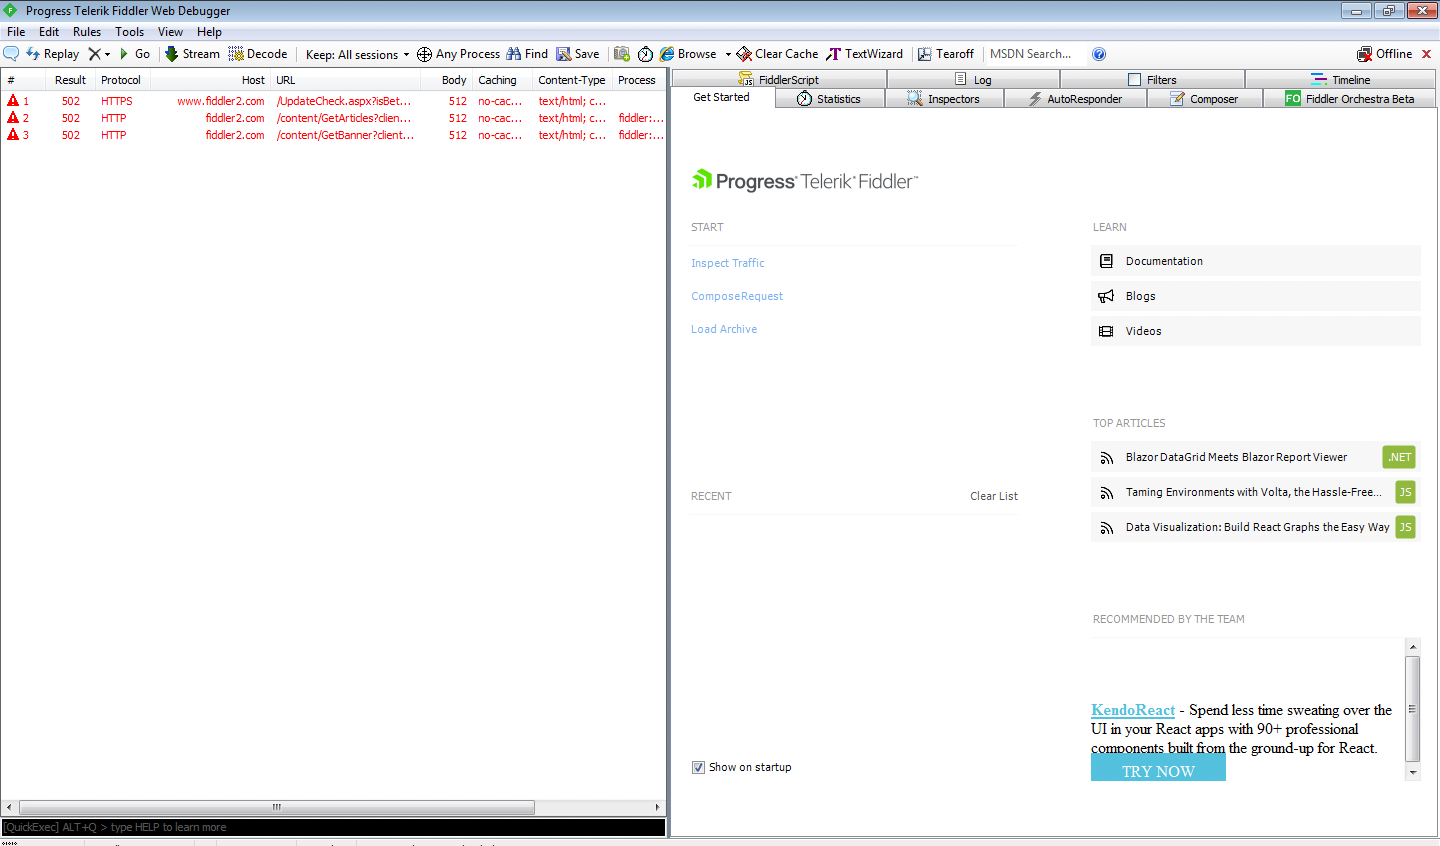 Progress Telerik Fiddler Web Debugger
File Edit Rules Tools View Help
Replay Go Stream Decode Keep: All sessions Any Process Find Save Browse Clear Cache TextWizard Tearoff MSDN Search... Offline
# Result Protocol Host URL Body Caching Content-Type Process
1 502 HTTPS www.fiddler2.com /UpdateCheck.aspx?isBet... 512 no-cac... text/html; c...
2 502 HTTP fiddler2.com /content/GetArticles?clien... 512 no-cac... text/html; c... fiddler:...
3 502 HTTP fiddler2.com /content/GetBanner?client... 512 no-cac... text/html; c... fiddler:...
[QuickExec] ALT+Q > type HELP to learn more
FiddlerScript Log Filters Timeline
Get Started Statistics Inspectors AutoResponder Composer FO Fiddler Orchestra Beta
Progress Telerik Fiddler™
START
Inspect Traffic
Compose Request
Load Archive
RECENT Clear List
Show on startup
LEARN
Documentation
Blogs
Videos
TOP ARTICLES
Blazor DataGrid Meets Blazor Report Viewer .NET
Taming Environments with Volta, the Hassle-Free... JS
Data Visualization: Build React Graphs the Easy Way JS
RECOMMENDED BY THE TEAM
KendoReact - Spend less time sweating over the
UI in your React apps with 90+ professional
components built from the ground-up for React.
TRY NOW